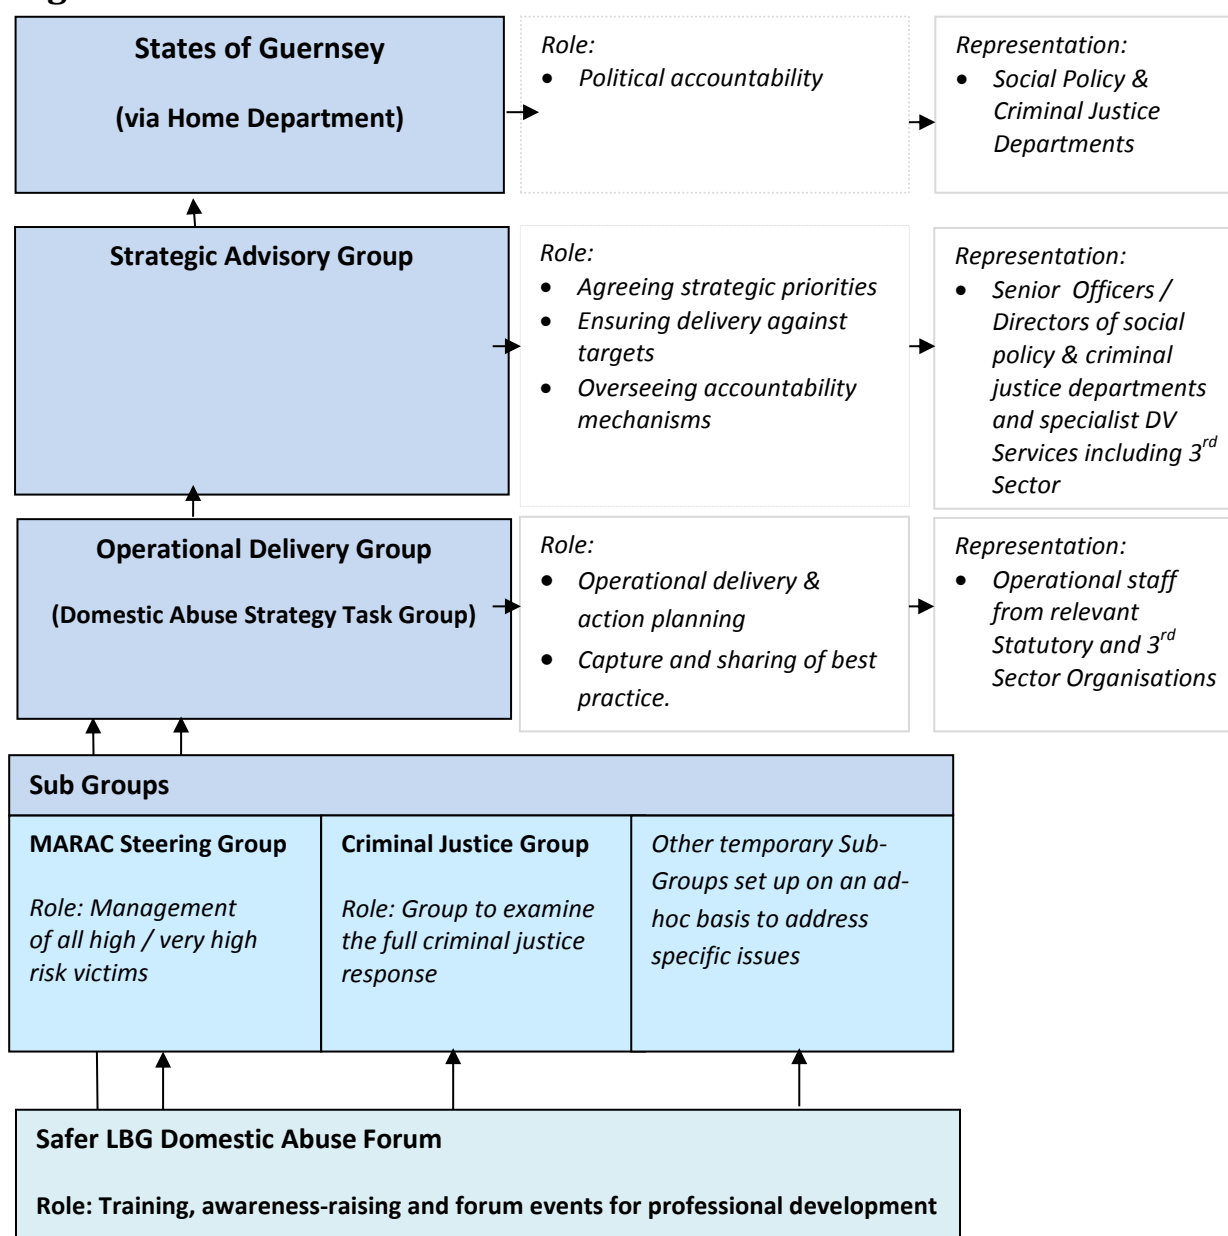 States of Guernsey
(via Home Department)
Role:
• Political accountability
Representation:
• Social Policy &
Criminal Justice
Departments
Strategic Advisory Group
Role:
• Agreeing strategic priorities
• Ensuring delivery against
targets
• Overseeing accountability
mechanisms
Representation:
• Senior Officers /
Directors of social
policy & criminal
justice departments
and specialist DV
Services including 3rd
Sector
Operational Delivery Group
(Domestic Abuse Strategy Task Group)
Role:
• Operational delivery &
action planning
• Capture and sharing of best
practice.
Representation:
• Operational staff
from relevant
Statutory and 3rd
Sector Organisations
Sub Groups
MARAC Steering Group
Role: Management
of all high / very high
risk victims
Criminal Justice Group
Role: Group to examine
the full criminal justice
response
Other temporary Sub-
Groups set up on an ad-
hoc basis to address
specific issues
Safer LBG Domestic Abuse Forum
Role: Training, awareness-raising and forum events for professional development